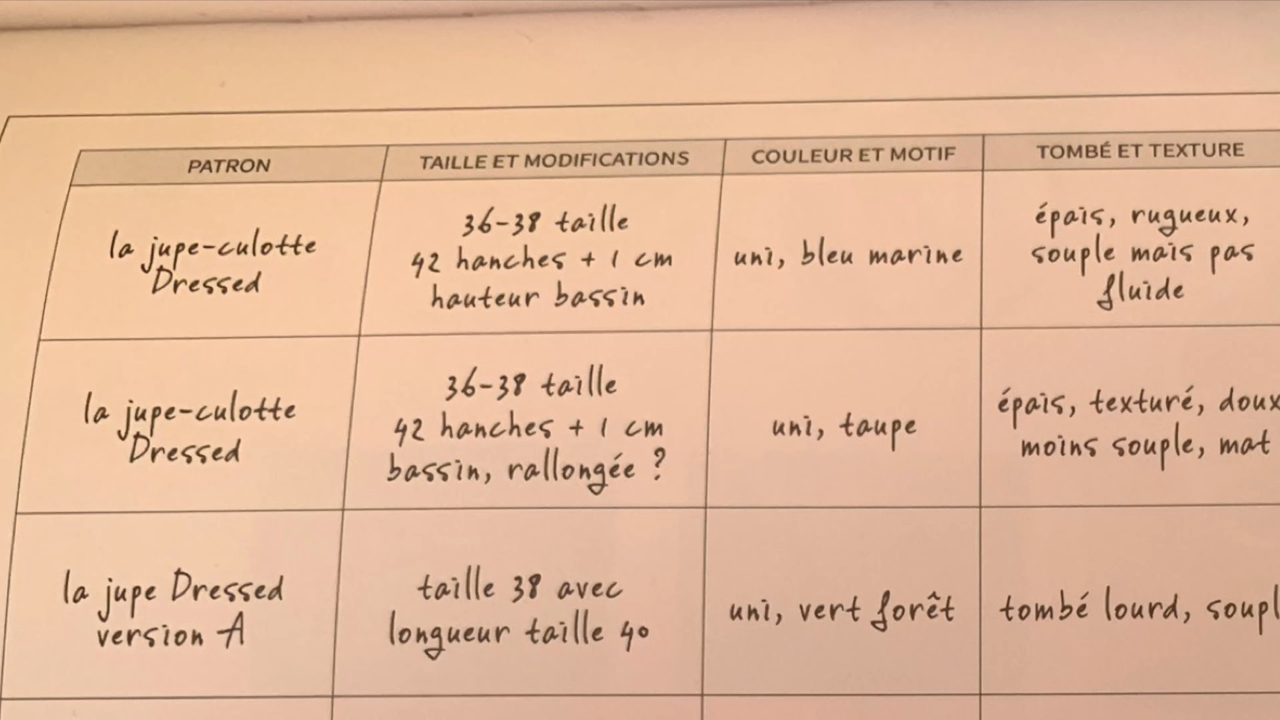 PATRON
TAILLE ET MODIFICATIONS
COULEUR ET MOTIF
TOMBÉ ET TEXTURE
la jupe-culotte
Dressed
36-38 taille
42 hanches + 1 cm
hauteur bassin
uni, bleu marine
épais, rugueux,
souple mais pas
fluide
la jupe-culotte
Dressed
36-38 taille
42 hanches + 1 cm
bassin, rallongée ?
uni, taupe
épais, texturé, doux
moins souple, mat
la jupe Dressed
version A
taille 38 avec
longueur taille 40
uni, vert forêt
tombé lourd,